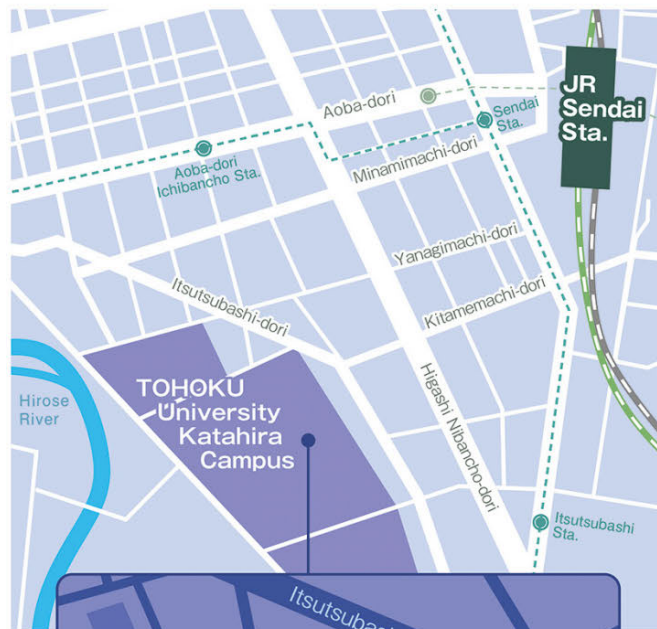 JR
Sendai
Sta.
Aoba-dori
Sendai
Sta.
Aoba-dori
Ichibancho Sta.
Minamimachi-dori
Yanagimachi-dori
Itsutsubashi-dori
Kitamemachi-dori
Higashi Nibancho-dori
TOHOKU
University
Katahira
Campus
Hirose
River
Itsutsubashi
Sta.